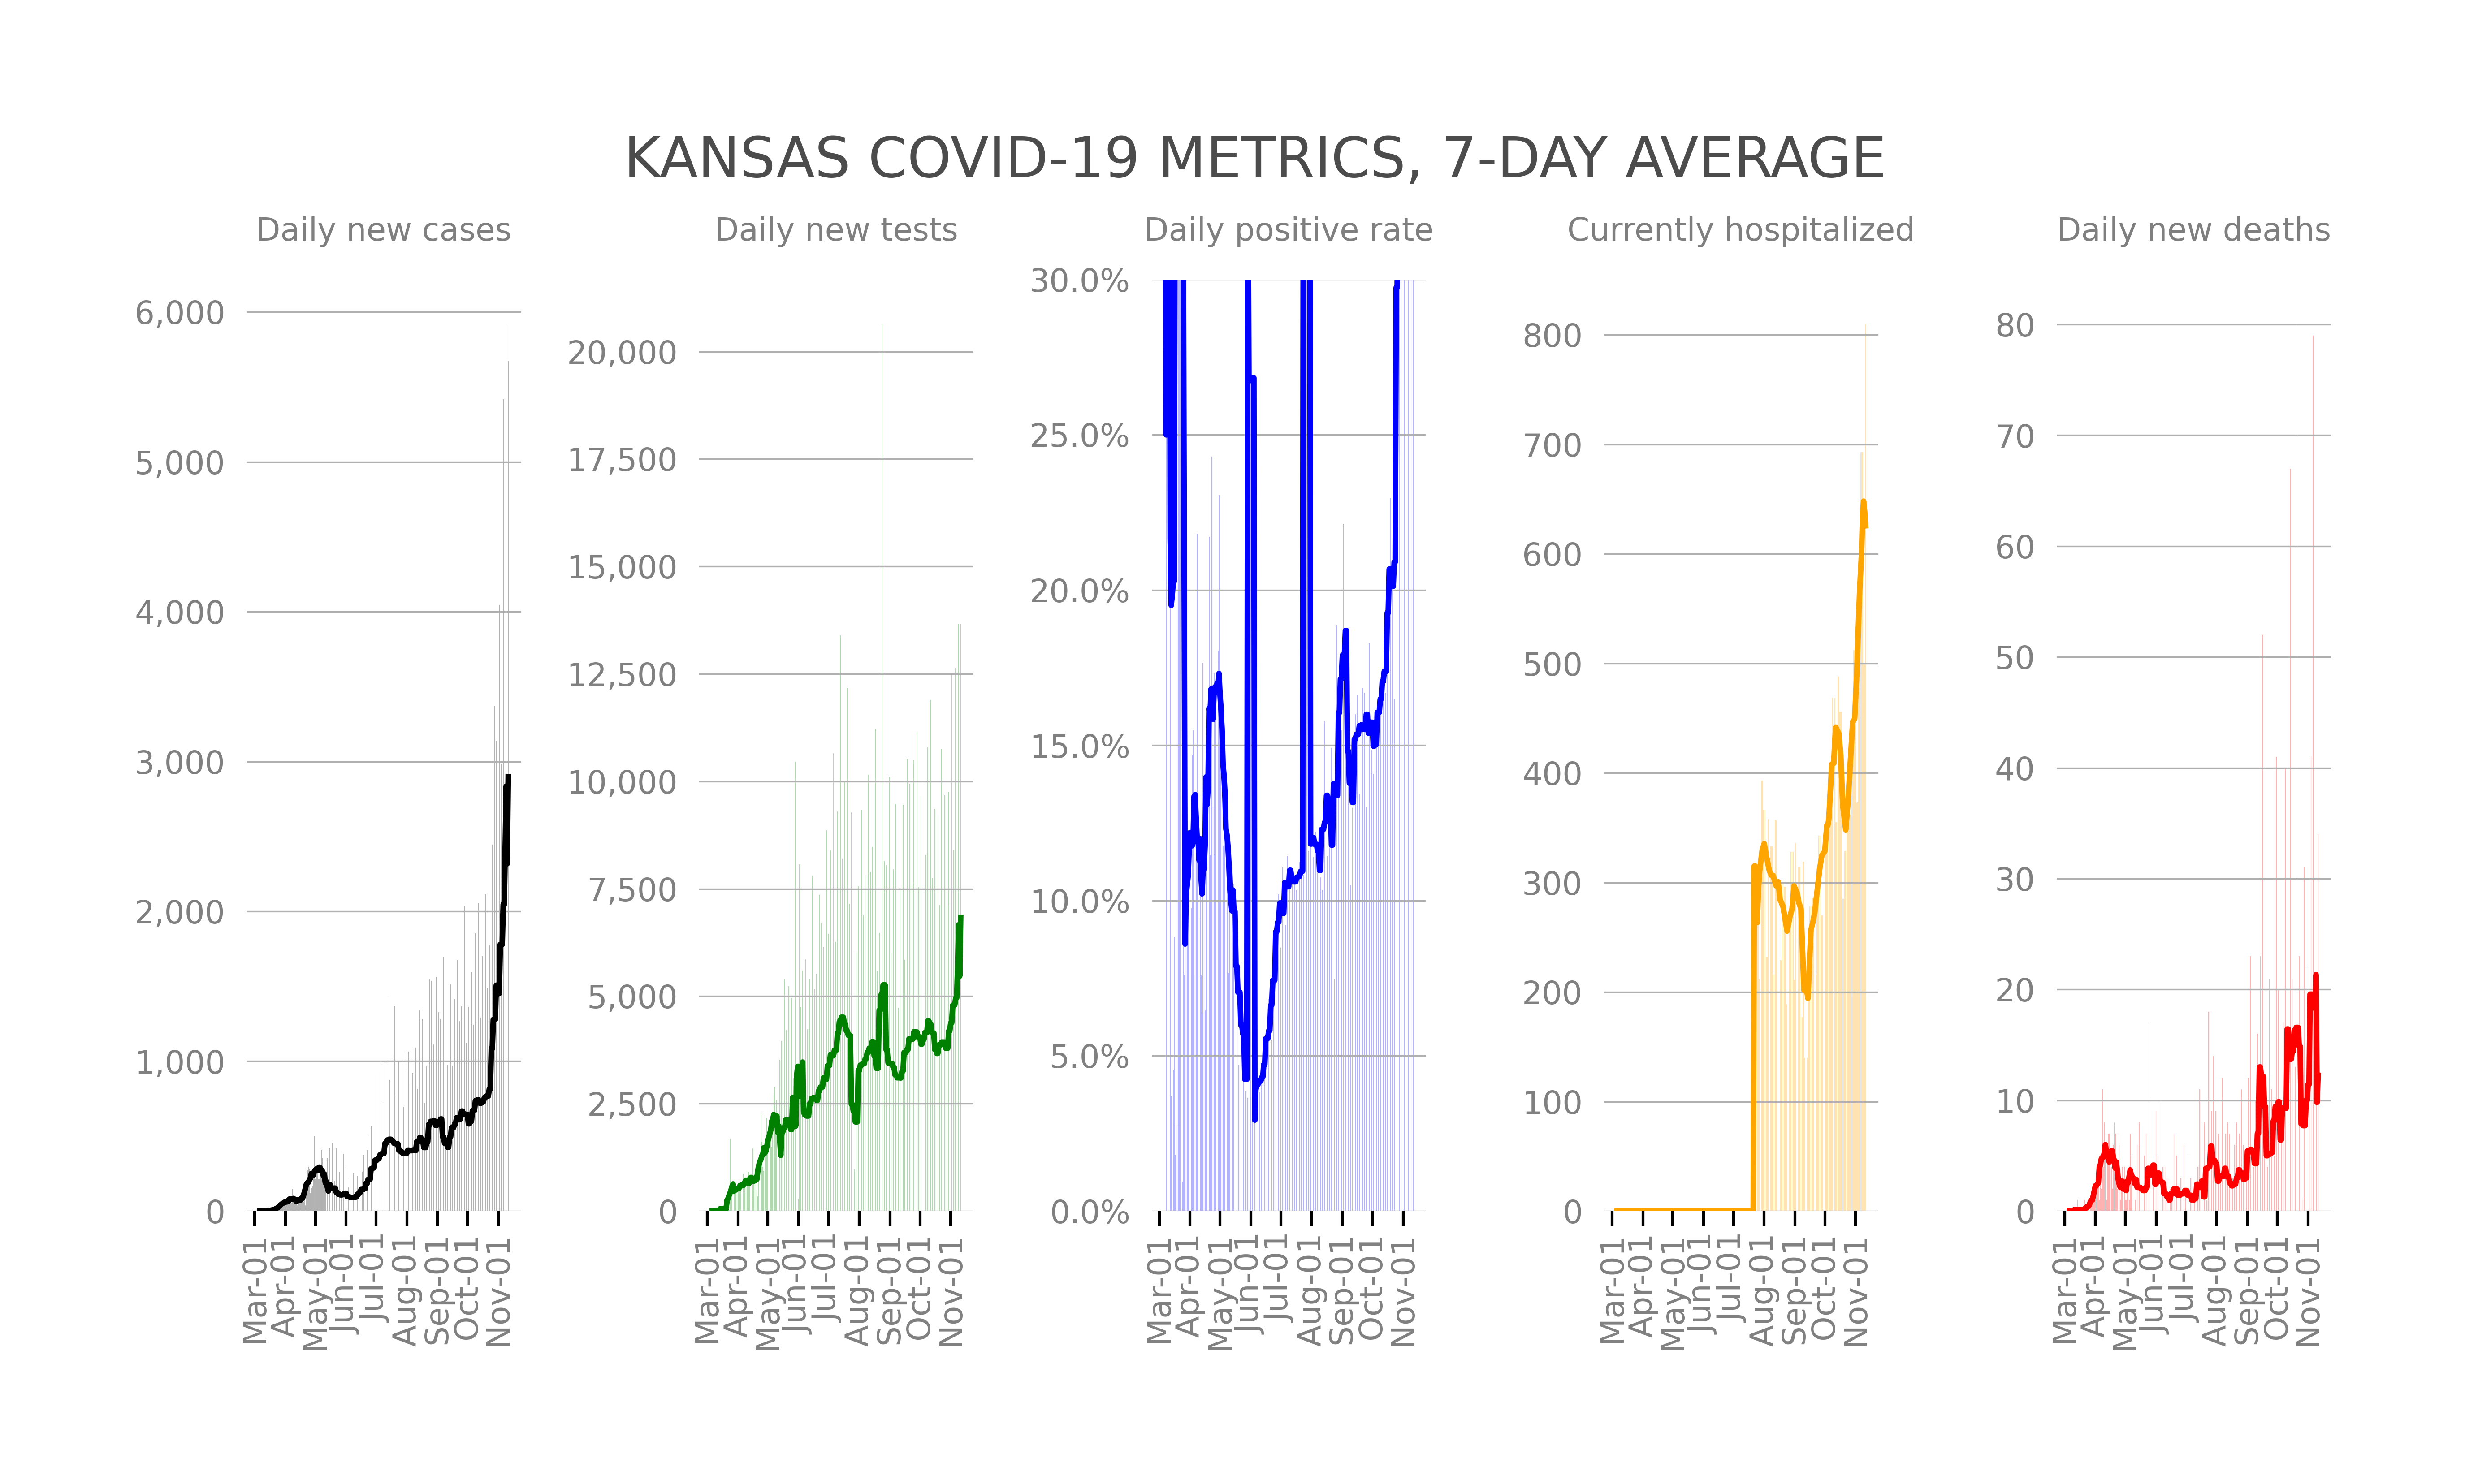 KANSAS COVID-19 METRICS, 7-DAY AVERAGE
Daily new cases
6,000
5,000
4,000
3,000
2,000
1,000
0
Mar-01
Apr-01
May-01
Jun-01
Jul-01
Aug-01
Sep-01
Oct-01
Nov-01
Daily new tests
20,000
17,500
15,000
12,500
10,000
7,500
5,000
2,500
0
Mar-01
Apr-01
May-01
Jun-01
Jul-01
Aug-01
Sep-01
Oct-01
Nov-01
Daily positive rate
30.0%
25.0%
20.0%
15.0%
10.0%
5.0%
0.0%
Mar-01
Apr-01
May-01
Jun-01
Jul-01
Aug-01
Sep-01
Oct-01
Nov-01
Currently hospitalized
800
700
600
500
400
300
200
100
0
Mar-01
Apr-01
May-01
Jun-01
Jul-01
Aug-01
Sep-01
Oct-01
Nov-01
Daily new deaths
80
70
60
50
40
30
20
10
0
Mar-01
Apr-01
May-01
Jun-01
Jul-01
Aug-01
Sep-01
Oct-01
Nov-01